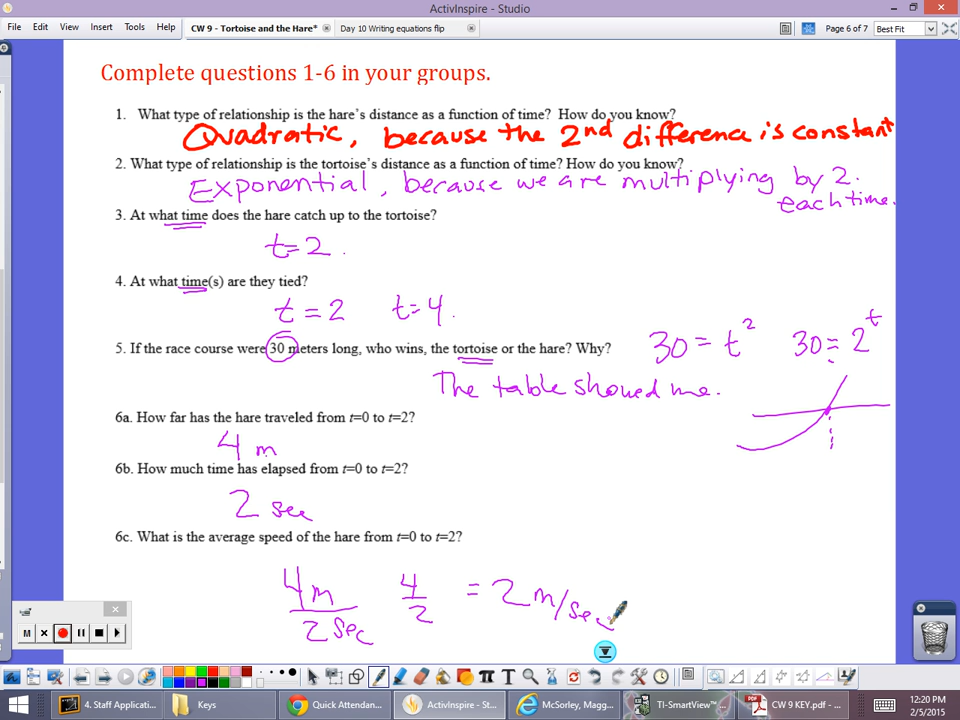 ActivInspire - Studio
File Edit View Insert Tools Help
CW 9 - Tortoise and the Hare* Day 10 Writing equations flip
Page 6 of 7 Best Fit
Complete questions 1-6 in your groups.
1. What type of relationship is the hare's distance as a function of time? How do you know?
Quadratic, because the 2nd difference is constant
2. What type of relationship is the tortoise's distance as a function of time? How do you know?
Exponential, because we are multiplying by 2.
each time.
3. At what time does the hare catch up to the tortoise?
t=2.
4. At what time(s) are they tied?
t = 2 t=4.
5. If the race course were 30 meters long, who wins, the tortoise or the hare? Why?
30 = t² 30 = 2^t
The table showed me.
6a. How far has the hare traveled from t=0 to t=2?
4 m
6b. How much time has elapsed from t=0 to t=2?
2 sec
6c. What is the average speed of the hare from t=0 to t=2?
4m/2sec 4/2 = 2 m/sec
M
T
4. Staff Applicatio... Keys Quick Attendanc... ActivInspire - St... McSorley, Magg... TI-SmartView™ ... CW 9 KEY.pdf - ...
12:20 PM
2/5/2015